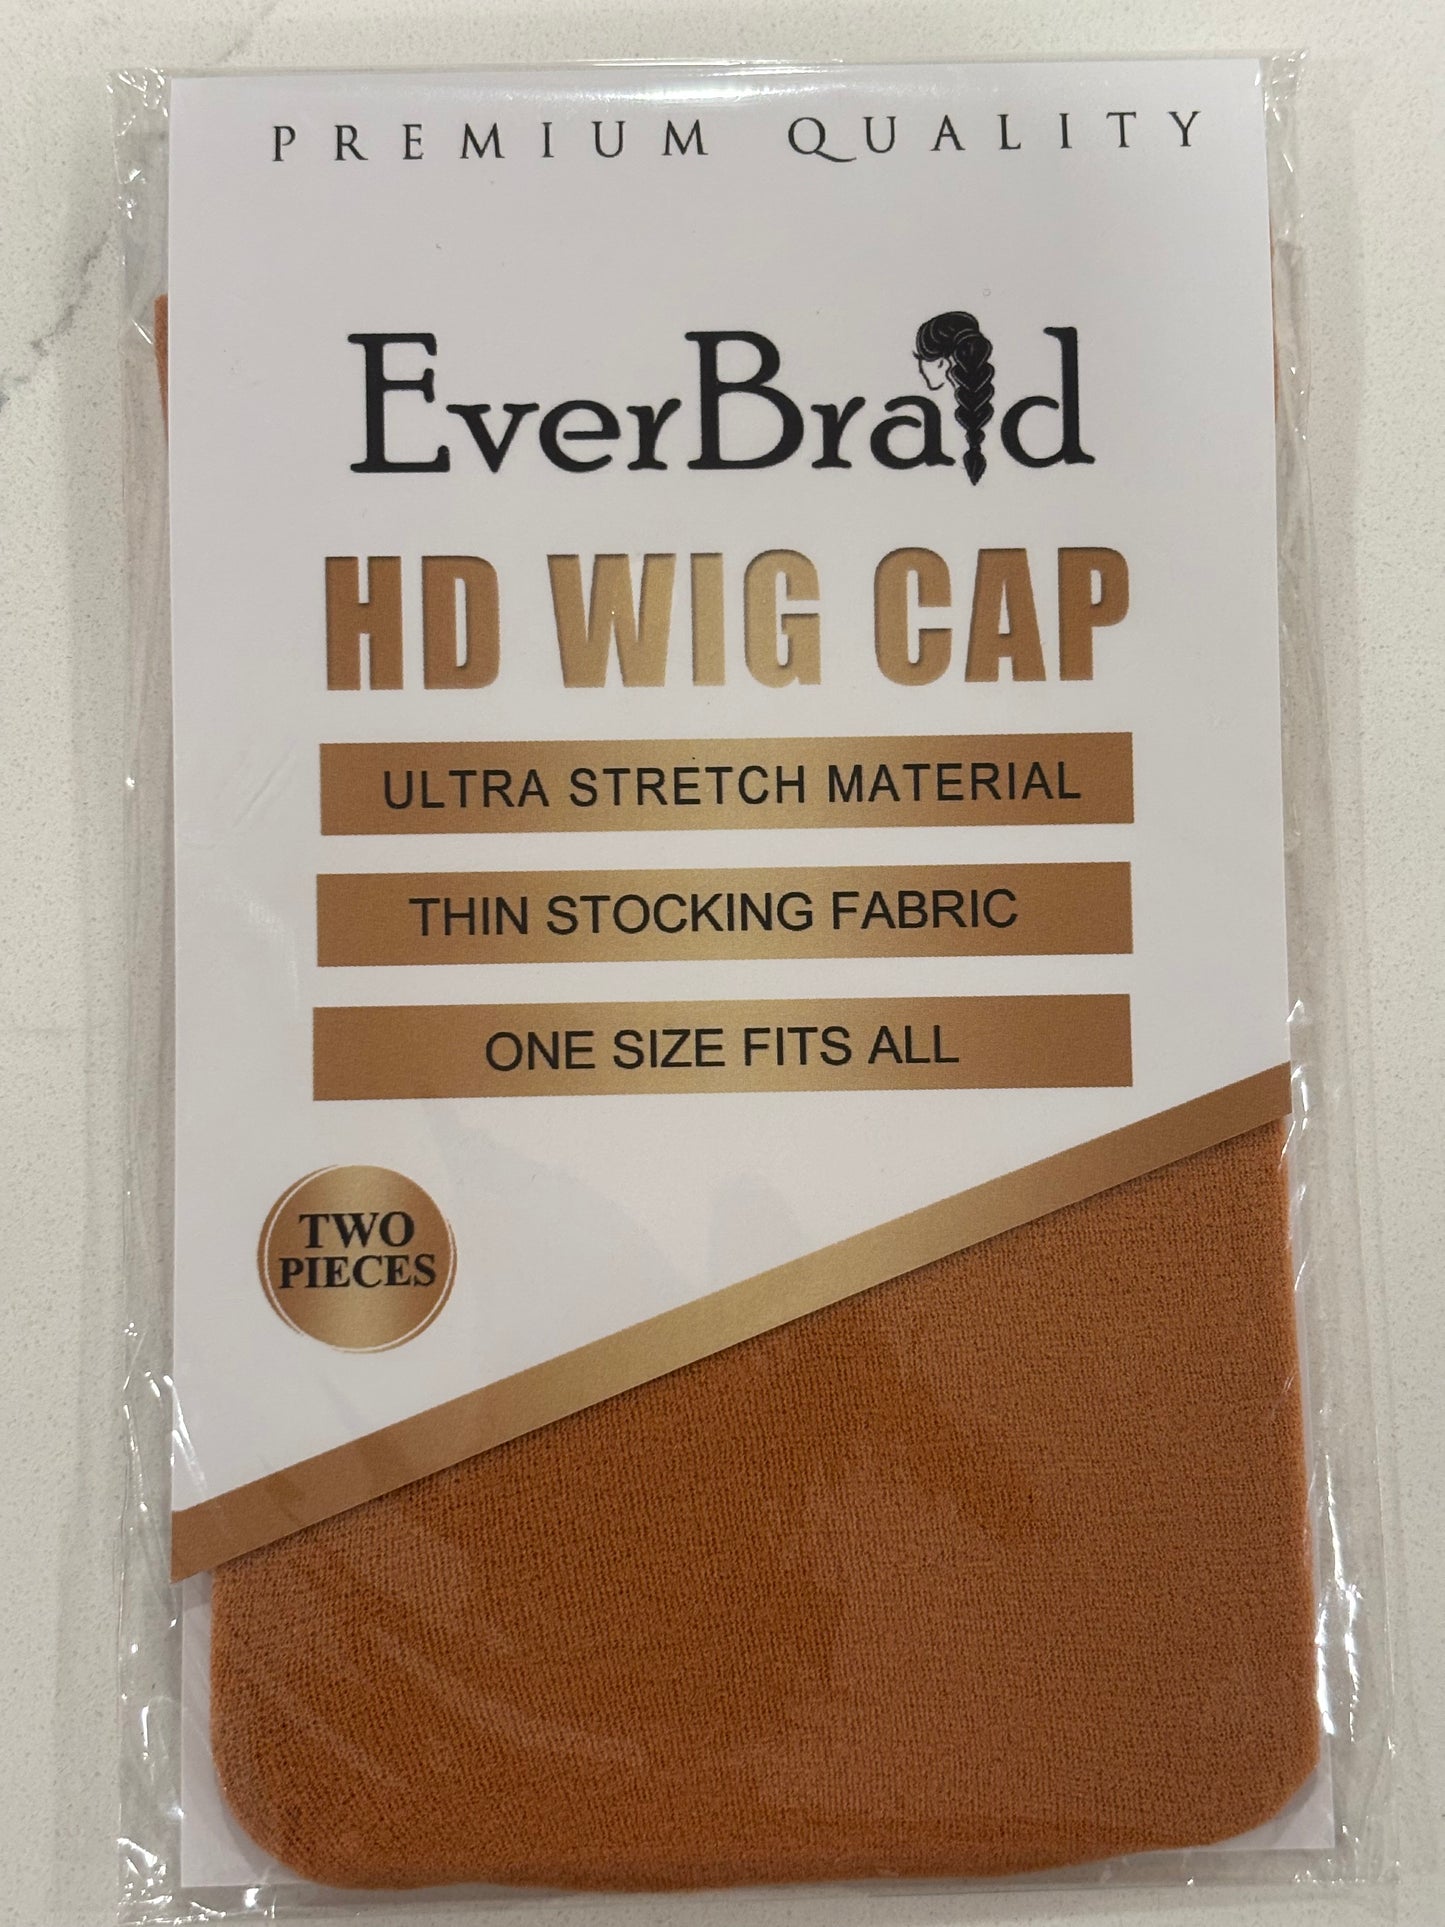 PREMIUM QUALITY
EverBraid
HD WIG CAP
ULTRA STRETCH MATERIAL
THIN STOCKING FABRIC
ONE SIZE FITS ALL
TWO
PIECES